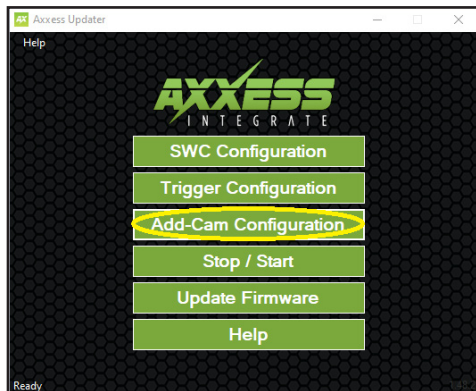 Axxess Updater
Help
AXXESS
INTEGRATE
SWC Configuration
Trigger Configuration
Add-Cam Configuration
Stop / Start
Update Firmware
Help
Ready